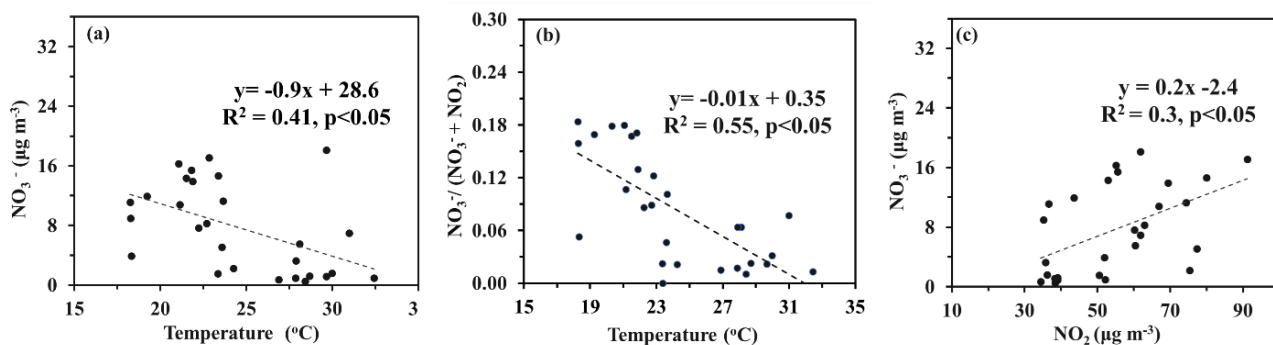 (a)
y= -0.9x + 28.6
R² = 0.41, p<0.05
NO₃⁻ (µg m⁻³)
36
24
16
8
0
15
20
25
30
3
Temperature (°C)
(b)
y= -0.01x + 0.35
R² = 0.55, p<0.05
NO₃⁻/ (NO₃⁻+ NO₂)
0.30
0.24
0.18
0.12
0.06
0.00
15
19
23
27
31
35
Temperature (°C)
(c)
y = 0.2x -2.4
R² = 0.3, p<0.05
NO₃⁻ (µg m⁻³)
36
24
16
8
0
10
30
50
70
90
NO₂ (µg m⁻³)